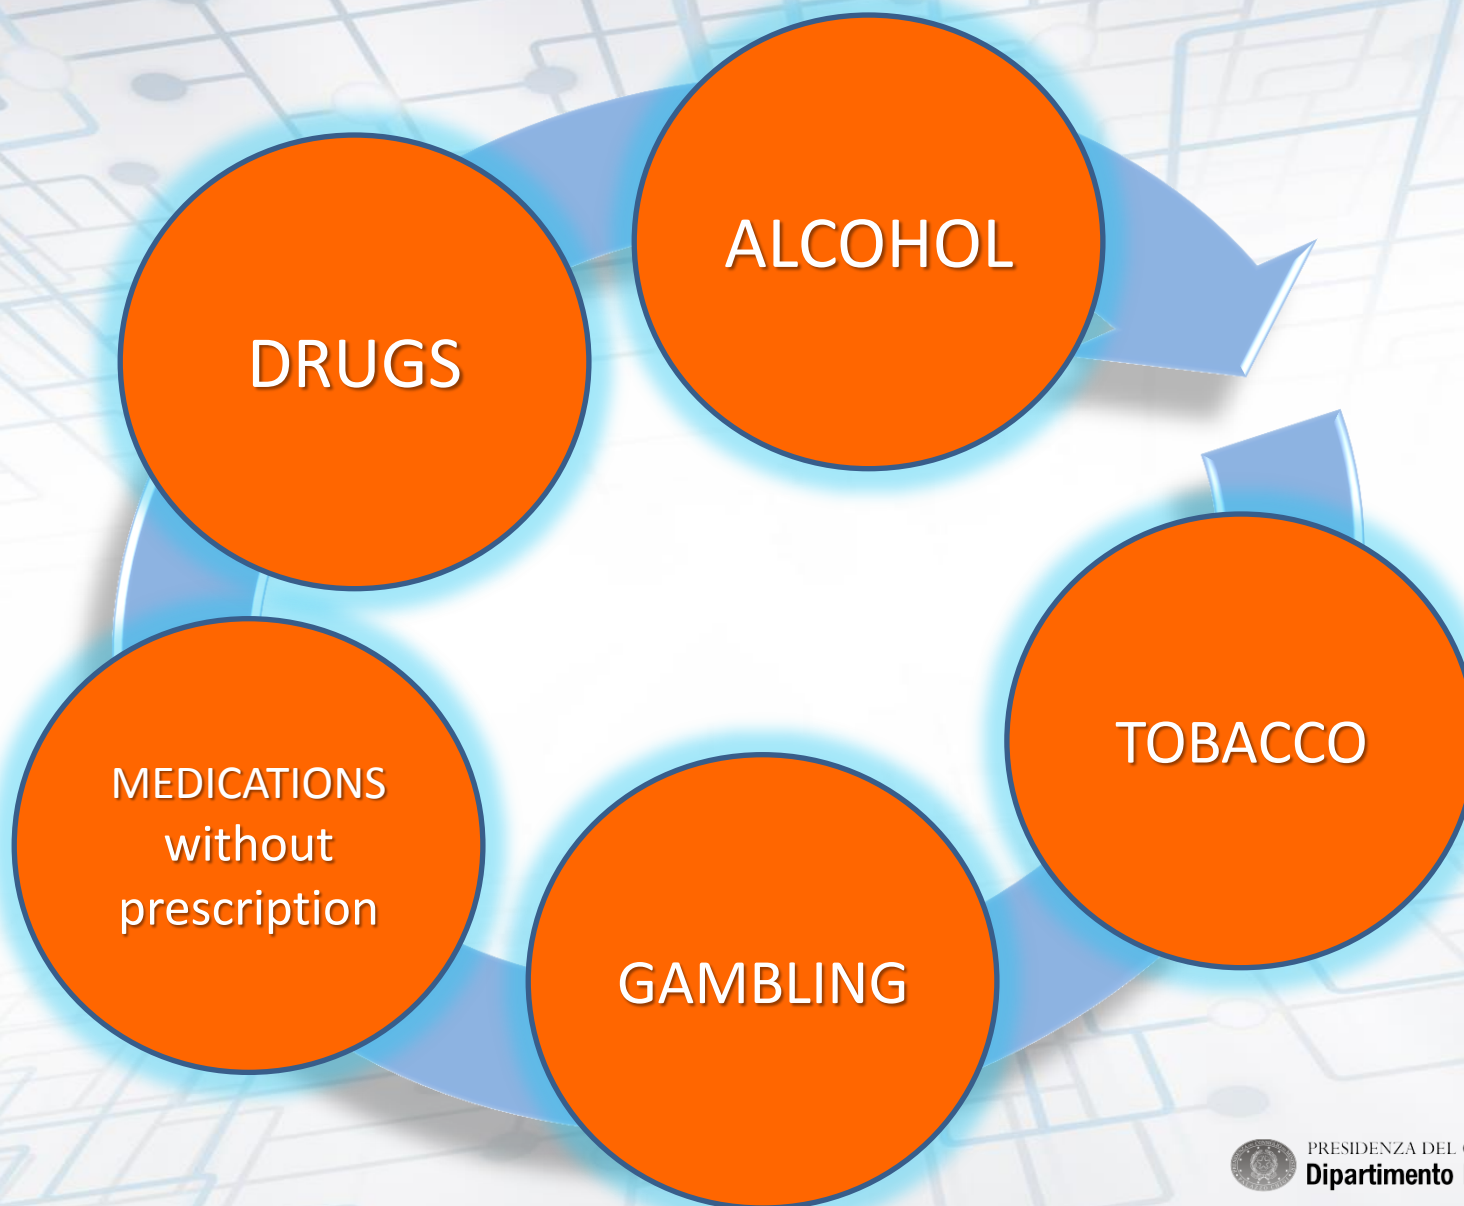 ALCOHOL
DRUGS
TOBACCO
MEDICATIONS
without
prescription
GAMBLING
PRESIDENZA DEL
Dipartimento